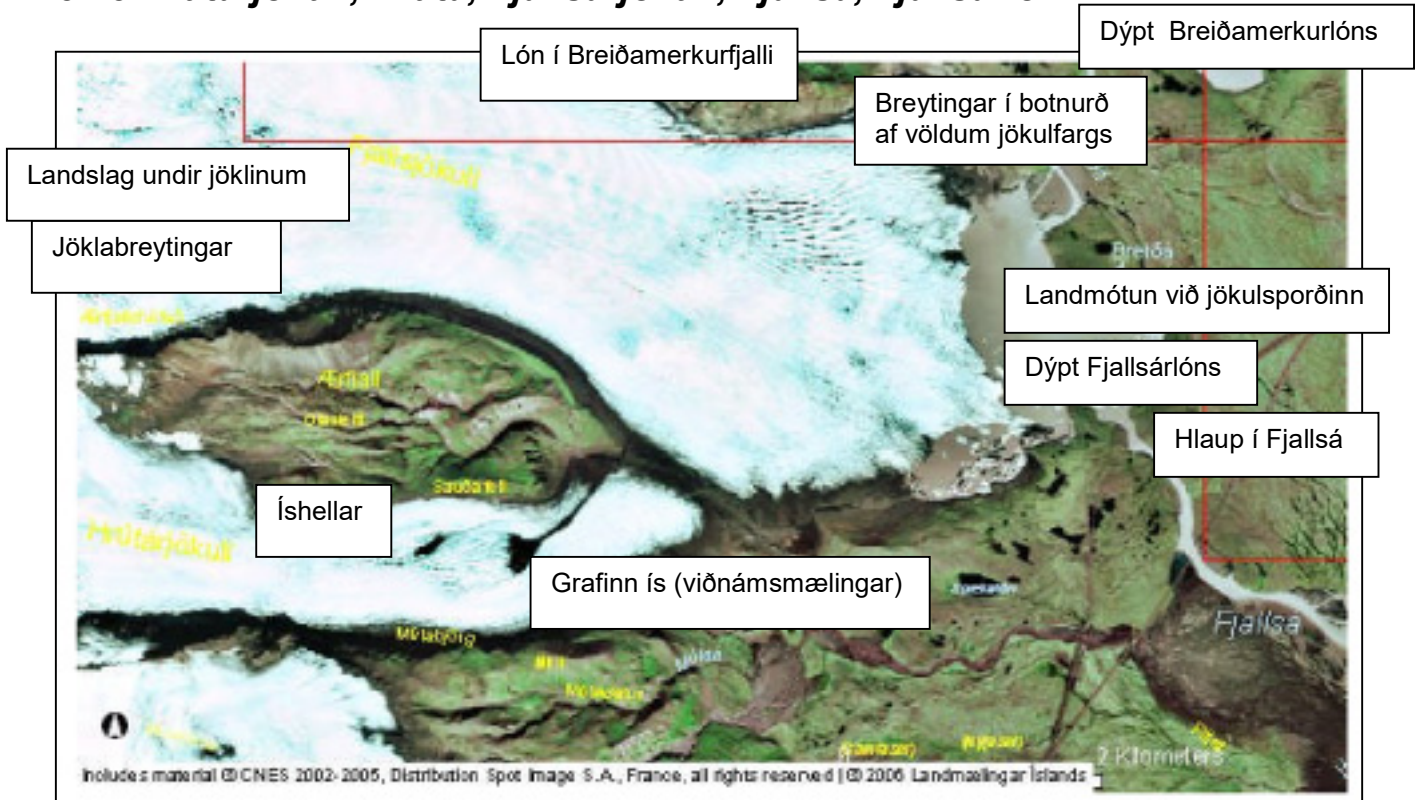 Dýpt Breiðamerkurlóns
Lón í Breiðamerkurfjalli
Breytingar í botnurð
af völdum jökulfargs
Fjallsjökull
Landslag undir jöklinum
Jöklabreytingar
Breiðá
Landmótun við jökulsporðinn
Dýpt Fjallsárlóns
Ærfjall
Hlaup í Fjallsá
Íshellar
Hrútárjökull
Grafinn ís (viðnámsmælingar)
Fjallsá
Múlabjörg
2 Kilometers
Includes material © CNES 2002-2005, Distribution Spot Image S.A., France, all rights reserved | © 2006 Landmælingar Íslands